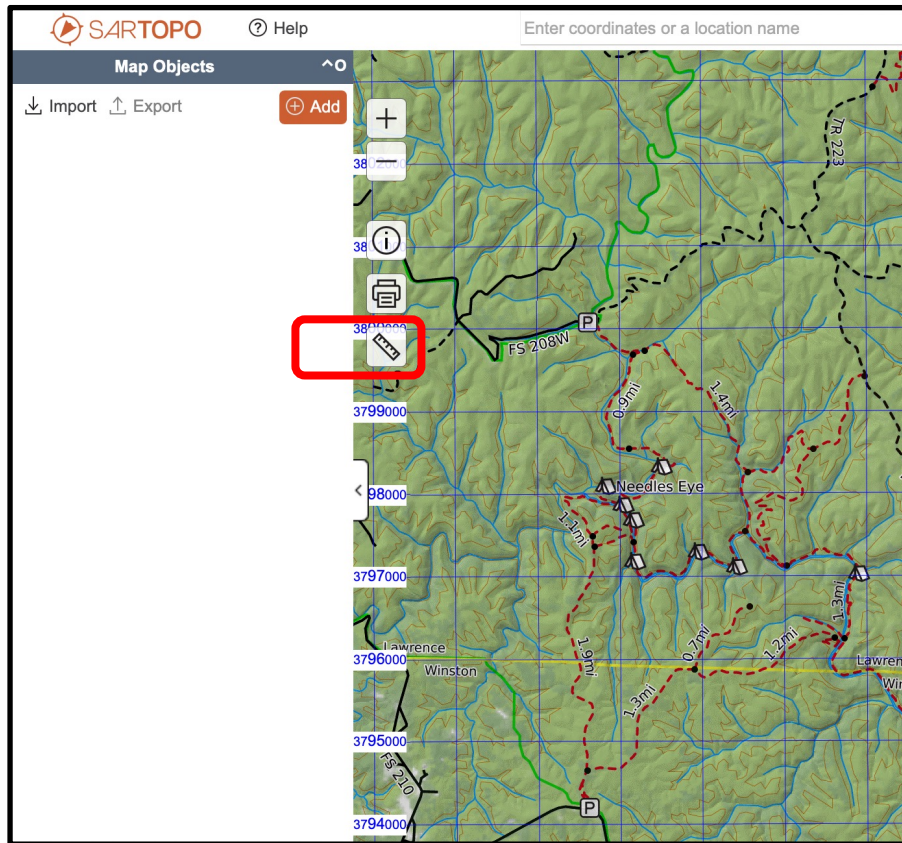 SARTOPO
Help
Enter coordinates or a location name
Map Objects
^O
Import
Export
Add
TR 223
FS 208W
3799000
0.9mi
1.4mi
Needles Eye
98000
1.1mi
3797000
1.3mi
1.9mi
0.7mi
1.2mi
3796000
Lawrence
Winston
Lawren
Win
1.3mi
3795000
FS 210
3794000
P
P